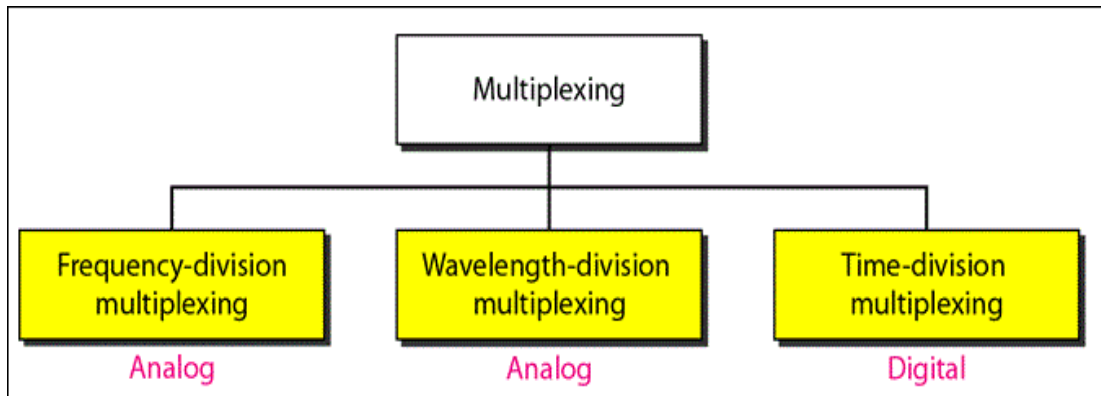 Multiplexing
Frequency-division
multiplexing
Wavelength-division
multiplexing
Time-division
multiplexing
Analog
Analog
Digital